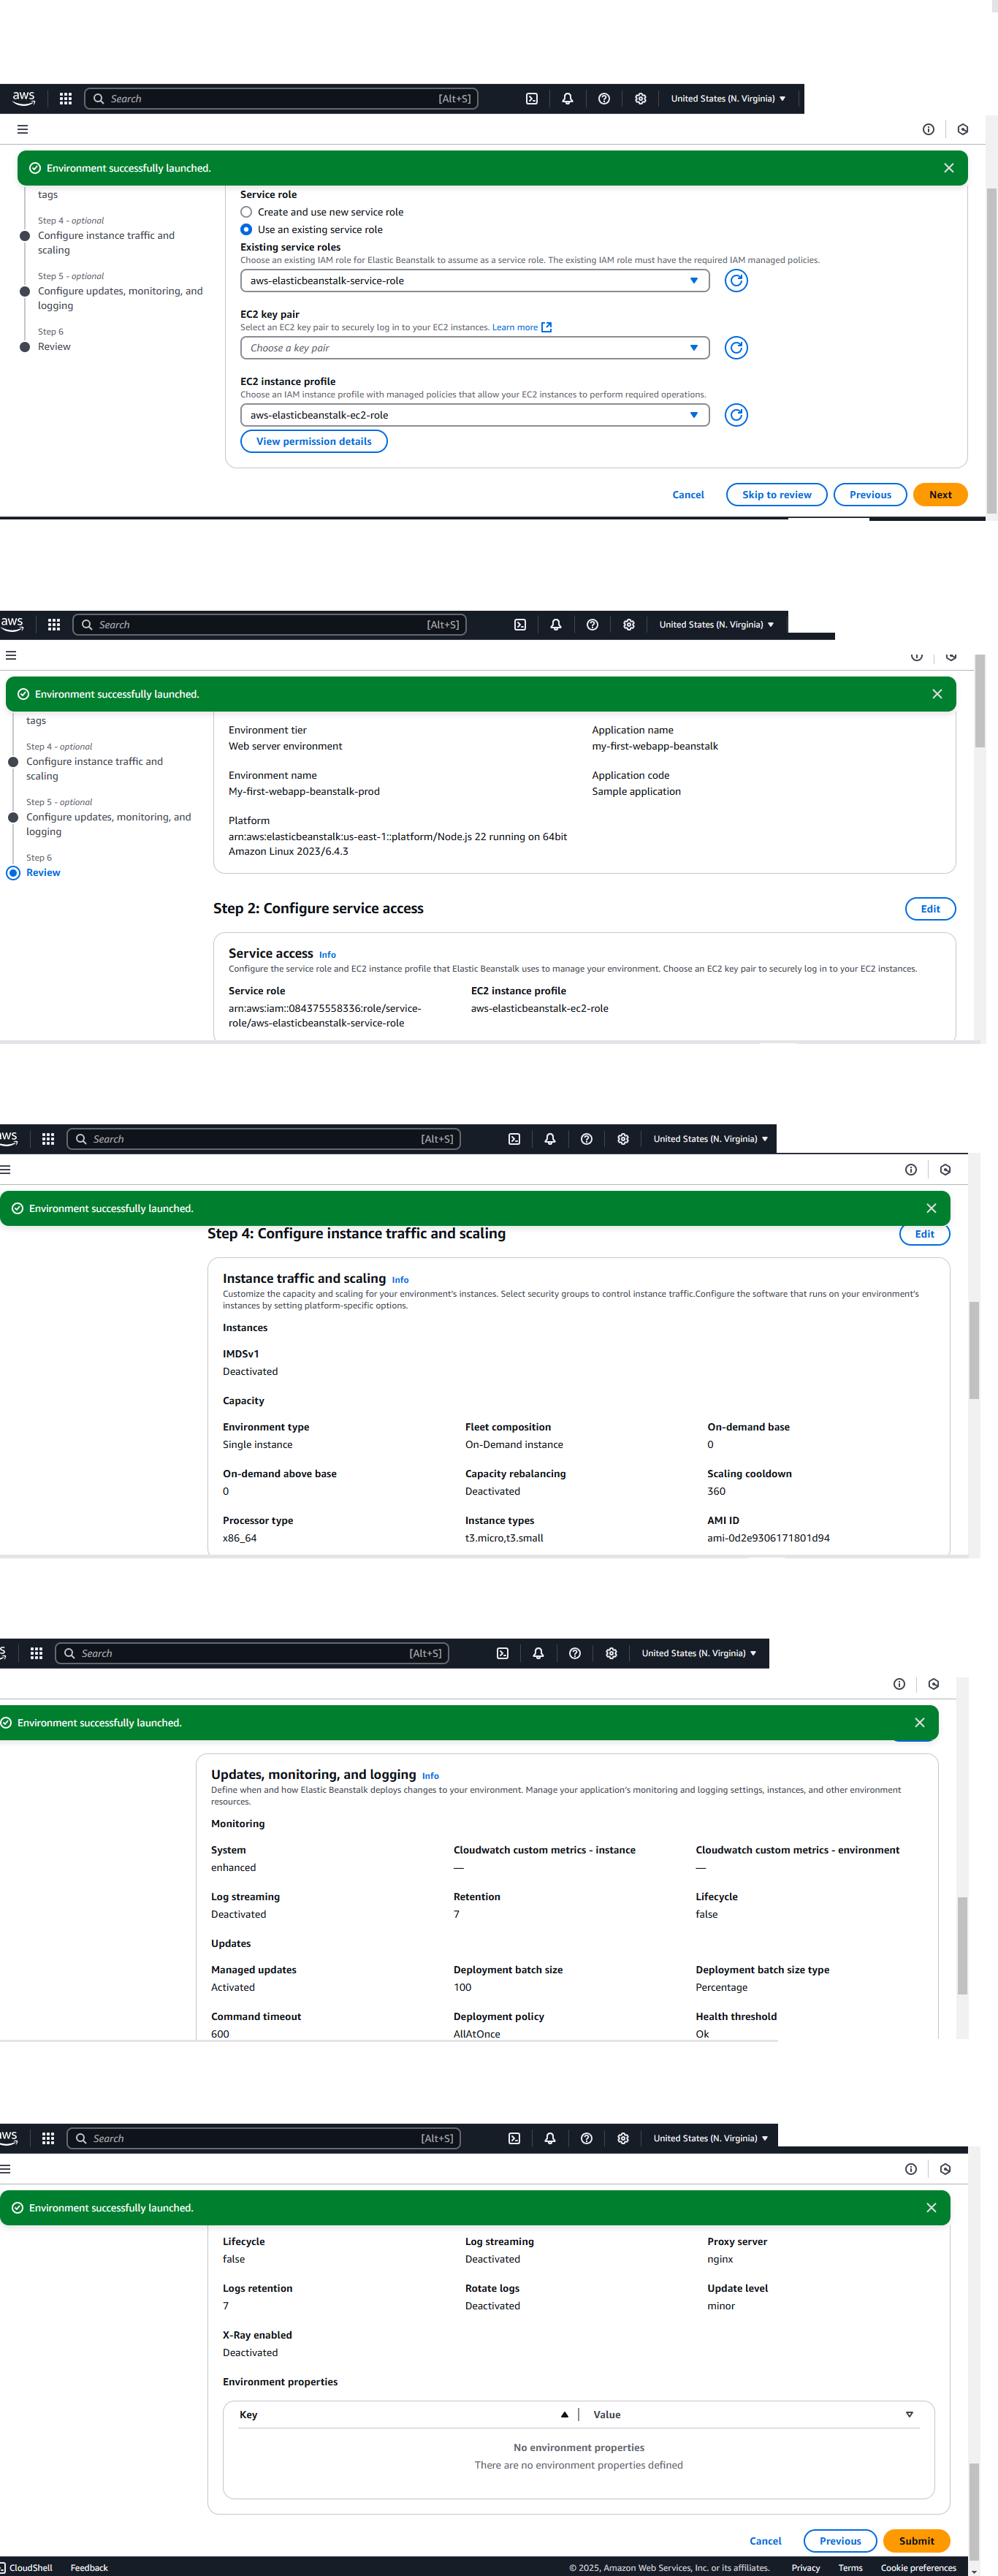 aws Search [Alt+S] United States (N. Virginia)
Environment successfully launched.
tags
Step 4 - optional
Configure instance traffic and
scaling
Step 5 - optional
Configure updates, monitoring, and
logging
Step 6
Review
Service role
Create and use new service role
Use an existing service role
Existing service roles
Choose an existing IAM role for Elastic Beanstalk to assume as a service role. The existing IAM role must have the required IAM managed policies.
aws-elasticbeanstalk-service-role
EC2 key pair
Select an EC2 key pair to securely log in to your EC2 instances. Learn more
Choose a key pair
EC2 instance profile
Choose an IAM instance profile with managed policies that allow your EC2 instances to perform required operations.
aws-elasticbeanstalk-ec2-role
View permission details
Cancel Skip to review Previous Next
aws Search [Alt+S] United States (N. Virginia)
Environment successfully launched.
tags
Step 4 - optional
Configure instance traffic and
scaling
Step 5 - optional
Configure updates, monitoring, and
logging
Step 6
Review
Environment tier Application name
Web server environment my-first-webapp-beanstalk
Environment name Application code
My-first-webapp-beanstalk-prod Sample application
Platform
arn:aws:elasticbeanstalk:us-east-1::platform/Node.js 22 running on 64bit
Amazon Linux 2023/6.4.3
Step 2: Configure service access Edit
Service access Info
Configure the service role and EC2 instance profile that Elastic Beanstalk uses to manage your environment. Choose an EC2 key pair to securely log in to your EC2 instances.
Service role EC2 instance profile
arn:aws:iam::084375558336:role/service- aws-elasticbeanstalk-ec2-role
role/aws-elasticbeanstalk-service-role
aws Search [Alt+S] United States (N. Virginia)
Environment successfully launched.
Step 4: Configure instance traffic and scaling Edit
Instance traffic and scaling Info
Customize the capacity and scaling for your environment's instances. Select security groups to control instance traffic.Configure the software that runs on your environment's
instances by setting platform-specific options.
Instances
IMDSv1
Deactivated
Capacity
Environment type Fleet composition On-demand base
Single instance On-Demand instance 0
On-demand above base Capacity rebalancing Scaling cooldown
0 Deactivated 360
Processor type Instance types AMI ID
x86_64 t3.micro,t3.small ami-0d2e9306171801d94
Search [Alt+S] United States (N. Virginia)
Environment successfully launched.
Updates, monitoring, and logging Info
Define when and how Elastic Beanstalk deploys changes to your environment. Manage your application's monitoring and logging settings, instances, and other environment
resources.
Monitoring
System Cloudwatch custom metrics - instance Cloudwatch custom metrics - environment
enhanced — —
Log streaming Retention Lifecycle
Deactivated 7 false
Updates
Managed updates Deployment batch size Deployment batch size type
Activated 100 Percentage
Command timeout Deployment policy Health threshold
600 AllAtOnce Ok
aws Search [Alt+S] United States (N. Virginia)
Environment successfully launched.
Lifecycle Log streaming Proxy server
false Deactivated nginx
Logs retention Rotate logs Update level
7 Deactivated minor
X-Ray enabled
Deactivated
Environment properties
Key Value
No environment properties
There are no environment properties defined
Cancel Previous Submit
CloudShell Feedback © 2025, Amazon Web Services, Inc. or its affiliates. Privacy Terms Cookie preferences